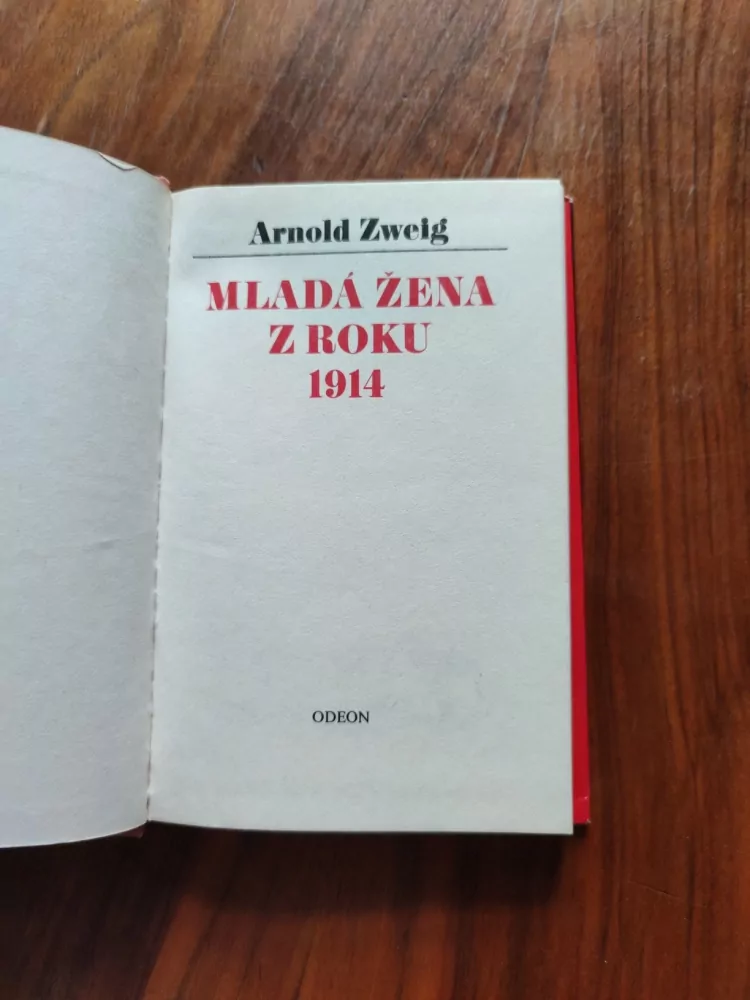 Arnold Zweig
MLADÁ ŽENA
Z ROKU
1914
ODEON